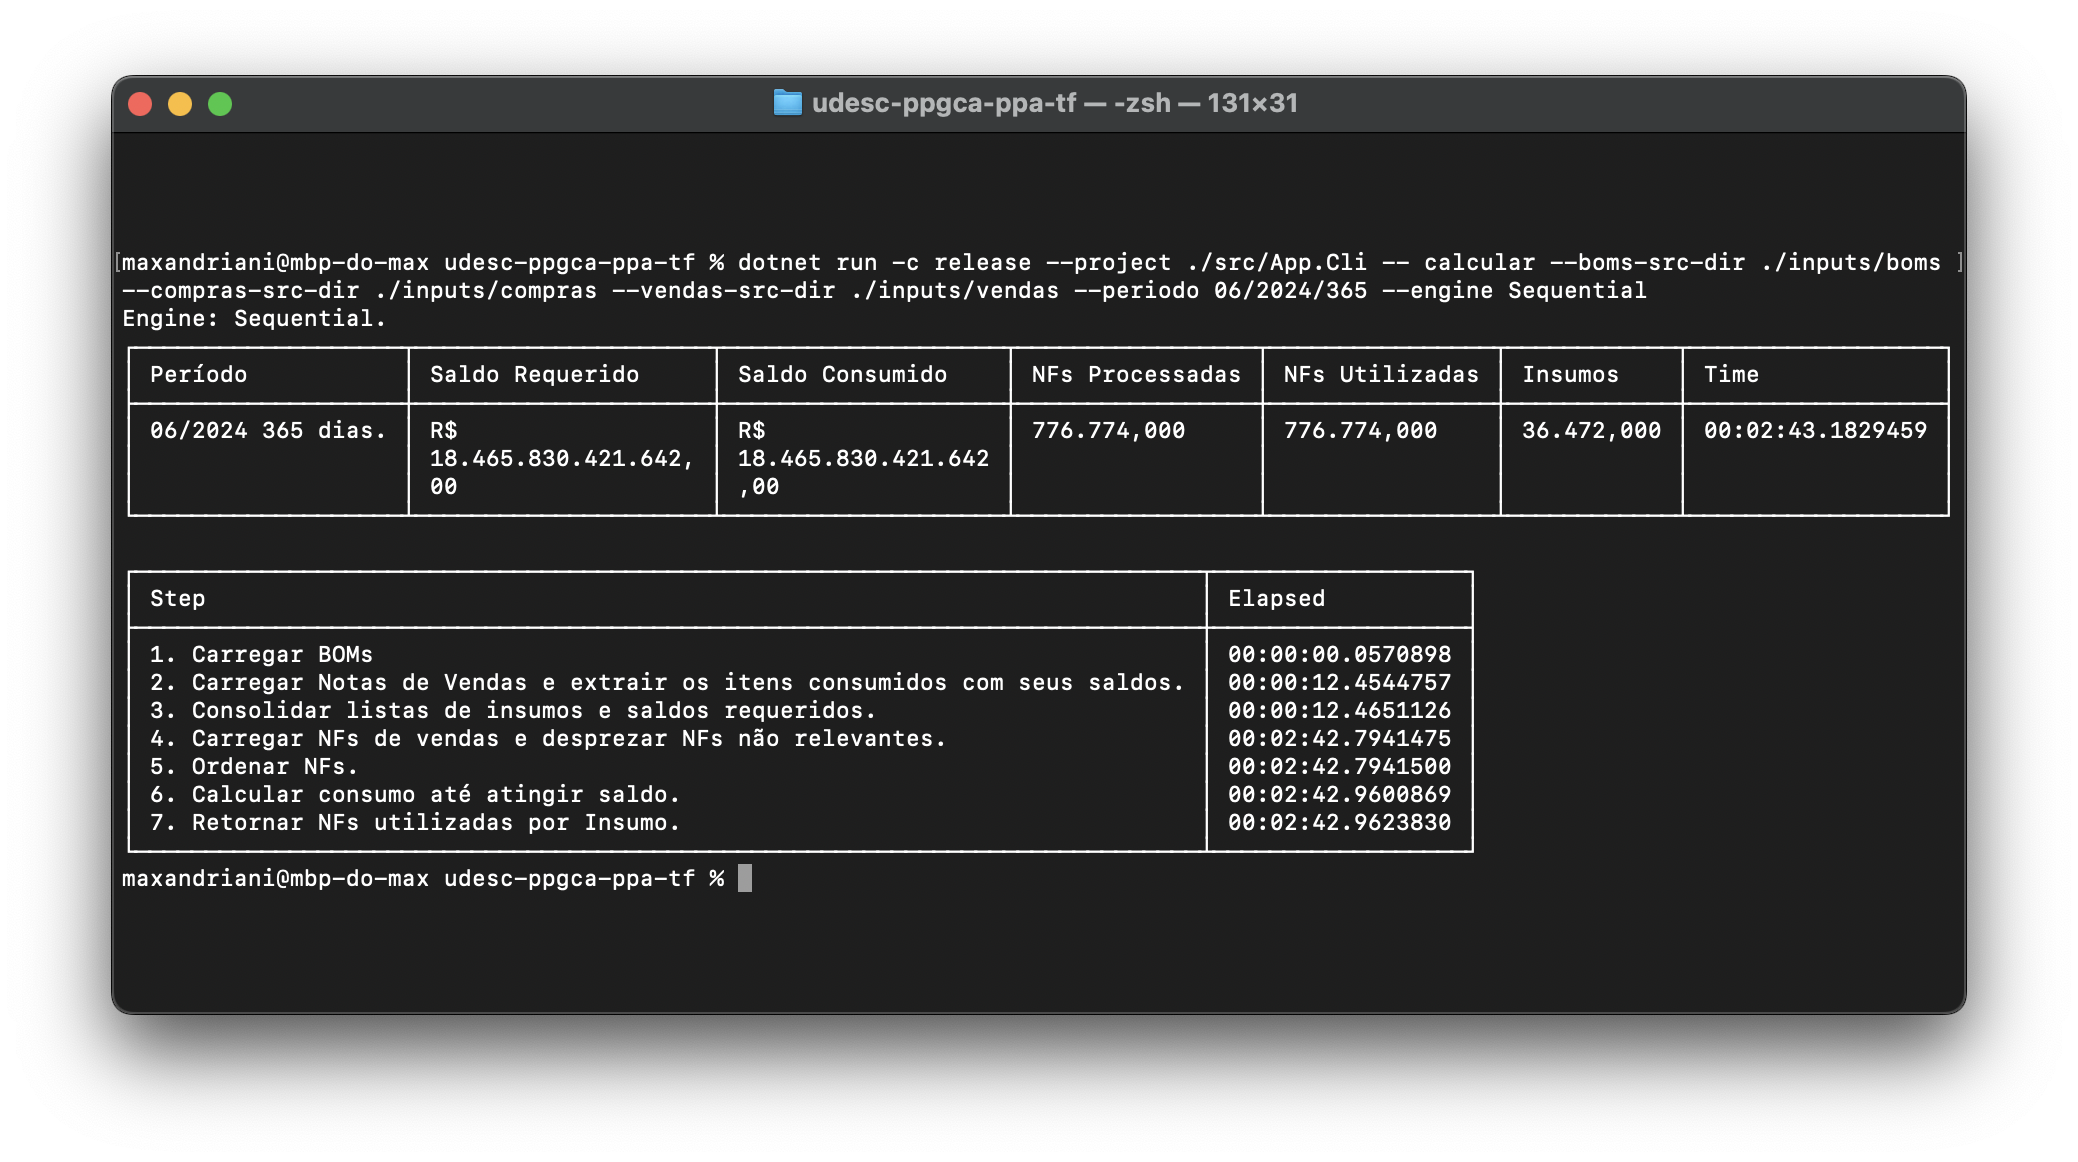 udesc-ppgca-ppa-tf — -zsh — 131×31
[maxandriani@mbp-do-max udesc-ppgca-ppa-tf % dotnet run -c release --project ./src/App.Cli -- calcular --boms-src-dir ./inputs/boms ]
--compras-src-dir ./inputs/compras --vendas-src-dir ./inputs/vendas --periodo 06/2024/365 --engine Sequential
Engine: Sequential.
Período Saldo Requerido Saldo Consumido NFs Processadas NFs Utilizadas Insumos Time
06/2024 365 dias. R$ R$ 776.774,000 776.774,000 36.472,000 00:02:43.1829459
18.465.830.421.642, 18.465.830.421.642
00 ,00
Step Elapsed
1. Carregar BOMs 00:00:00.0570898
2. Carregar Notas de Vendas e extrair os itens consumidos com seus saldos. 00:00:12.4544757
3. Consolidar listas de insumos e saldos requeridos. 00:00:12.4651126
4. Carregar NFs de vendas e desprezar NFs não relevantes. 00:02:42.7941475
5. Ordenar NFs. 00:02:42.7941500
6. Calcular consumo até atingir saldo. 00:02:42.9600869
7. Retornar NFs utilizadas por Insumo. 00:02:42.9623830
maxandriani@mbp-do-max udesc-ppgca-ppa-tf %